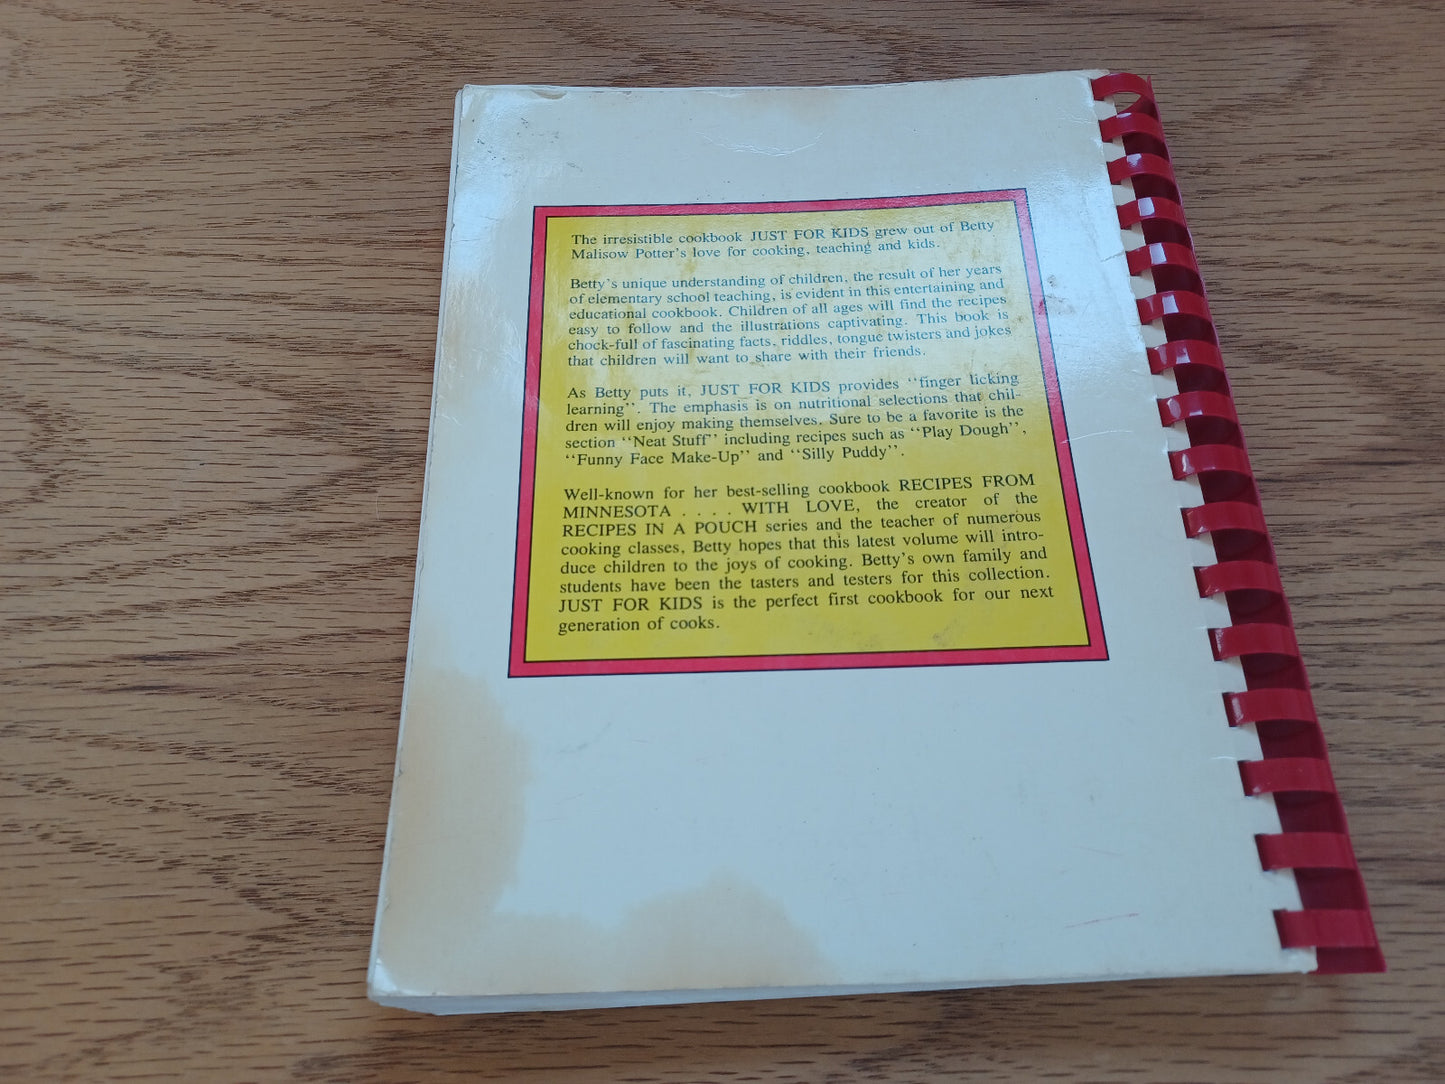 The irresistible cookbook JUST FOR KIDS grew out of Betty
Malisow Potter's love for cooking, teaching and kids.
Betty's unique understanding of children, the result of her years
of elementary school teaching, is evident in this entertaining and
educational cookbook. Children of all ages will find the recipes
easy to follow and the illustrations captivating. This book is
chock-full of fascinating facts, riddles, tongue twisters and jokes
that children will want to share with their friends.
As Betty puts it, JUST FOR KIDS provides ''finger licking
learning''. The emphasis is on nutritional selections that chil-
dren will enjoy making themselves. Sure to be a favorite is the
section ''Neat Stuff'' including recipes such as ''Play Dough'',
''Funny Face Make-Up'' and ''Silly Puddy''.
Well-known for her best-selling cookbook RECIPES FROM
MINNESOTA . . . . WITH LOVE, the creator of the
RECIPES IN A POUCH series and the teacher of numerous
cooking classes, Betty hopes that this latest volume will intro-
duce children to the joys of cooking. Betty's own family and
students have been the tasters and testers for this collection.
JUST FOR KIDS is the perfect first cookbook for our next
generation of cooks.